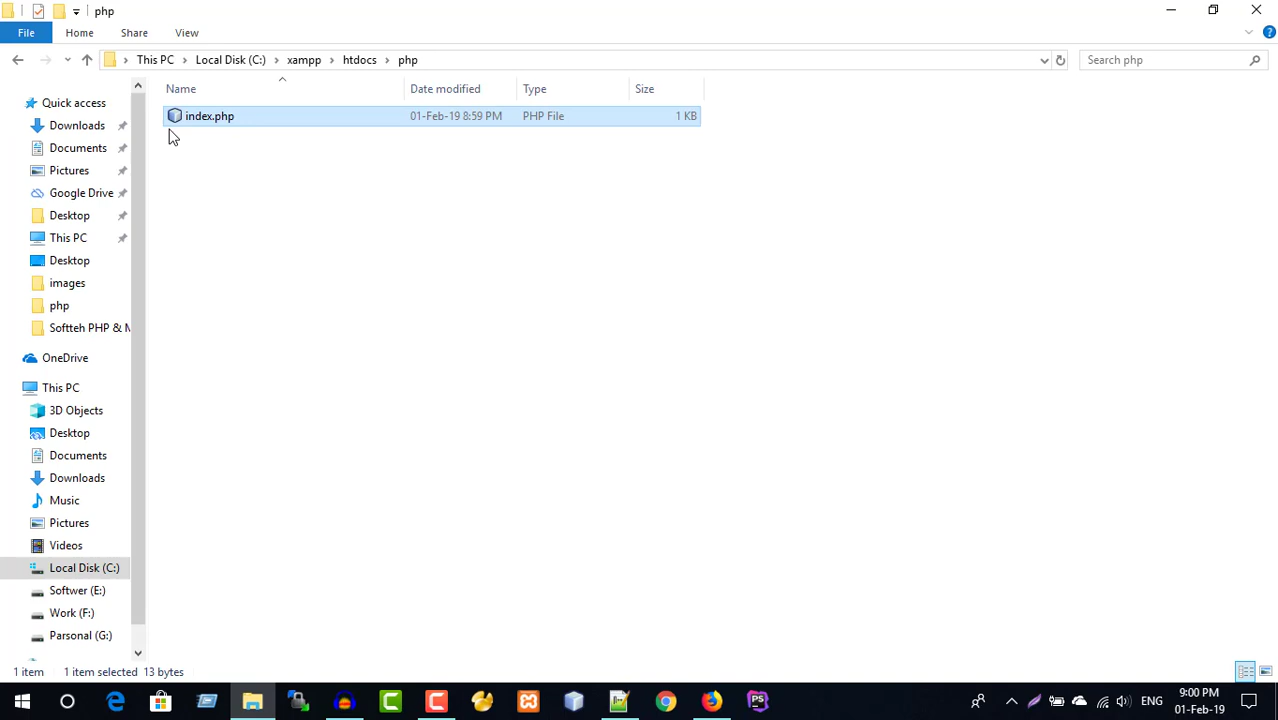 php
File
Home
Share
View
This PC
Local Disk (C:)
xampp
htdocs
php
Search php
Name
Date modified
Type
Size
index.php
01-Feb-19 8:59 PM
PHP File
1 KB
Quick access
Downloads
Documents
Pictures
Google Drive
Desktop
This PC
Desktop
images
php
Softteh PHP & M
OneDrive
This PC
3D Objects
Desktop
Documents
Downloads
Music
Pictures
Videos
Local Disk (C:)
Softwer (E:)
Work (F:)
Parsonal (G:)
1 item
1 item selected
13 bytes
PS
ENG
9:00 PM
01-Feb-19